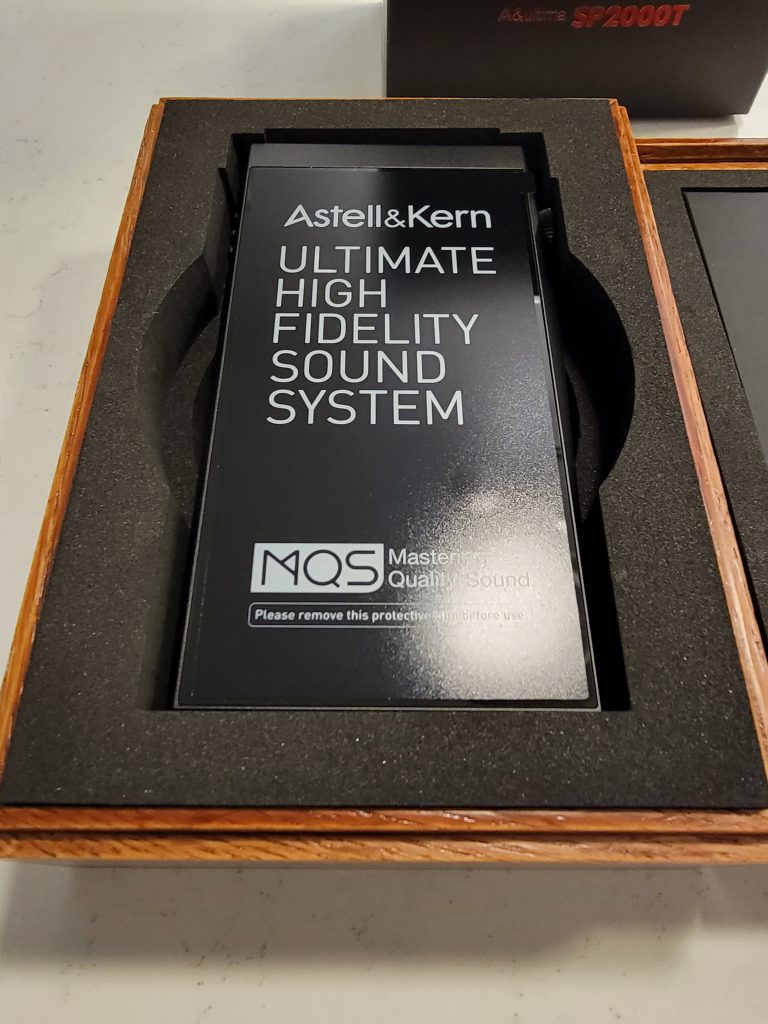 A&ultima SP2000T
Astell&Kern
ULTIMATE
HIGH
FIDELITY
SOUND
SYSTEM
MQS Mastering
Quality Sound
Please remove this protective film before use